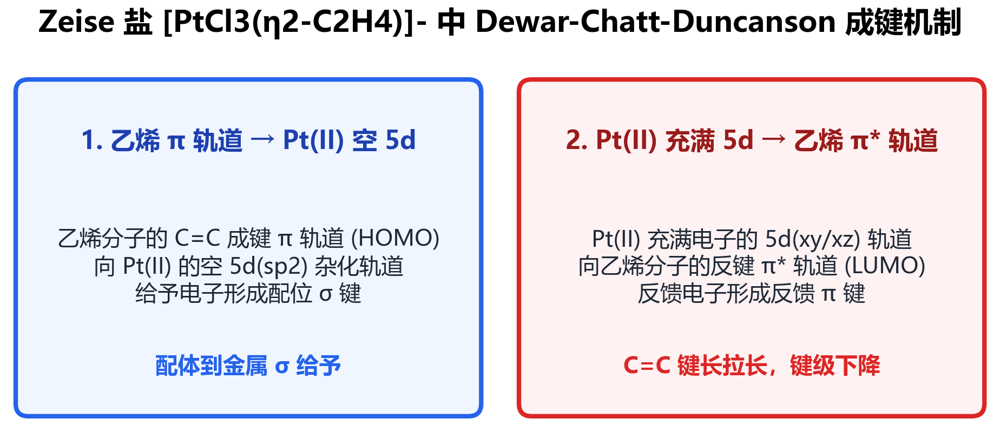 Zeise 盐 [PtCl3(η2-C2H4)]- 中 Dewar-Chatt-Duncanson 成键机制
1. 乙烯 π 轨道 → Pt(II) 空 5d
乙烯分子的 C=C 成键 π 轨道 (HOMO)
向 Pt(II) 的空 5d(sp2) 杂化轨道
给予电子形成配位 σ 键
配体到金属 σ 给予
2. Pt(II) 充满 5d → 乙烯 π* 轨道
Pt(II) 充满电子的 5d(xy/xz) 轨道
向乙烯分子的反键 π* 轨道 (LUMO)
反馈电子形成反馈 π 键
C=C 键长拉长，键级下降